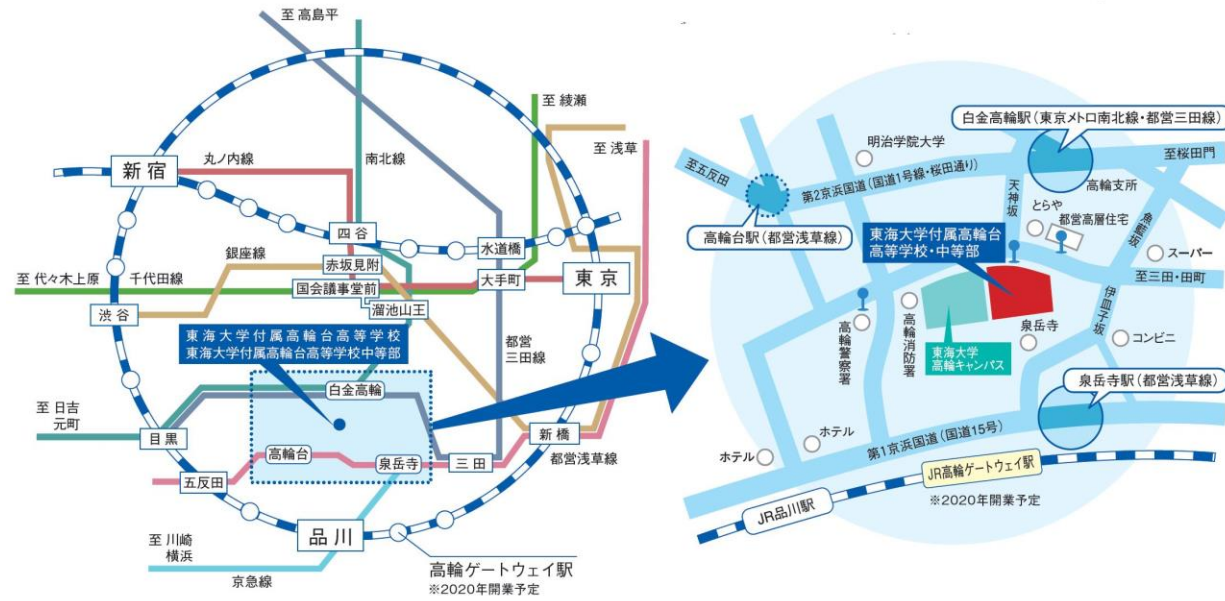 至 高島平
至 綾瀬
至 浅草
新宿
丸ノ内線
南北線
四谷
水道橋
銀座線
赤坂見附
至 代々木上原
千代田線
国会議事堂前
大手町
東京
渋谷
溜池山王
東海大学付属高輪台高等学校
東海大学付属高輪台高等学校中等部
都営
三田線
白金高輪
至 日吉
元町
目黒
高輪台
泉岳寺
三田
新橋
都営浅草線
五反田
品川
至 川崎
横浜
京急線
高輪ゲートウェイ駅
※2020年開業予定
白金高輪駅(東京メトロ南北線・都営三田線)
明治学院大学
至桜田門
至五反田
第2京浜国道(国道1号線・桜田通り)
高輪支所
天神坂
とらや
都営高層住宅
魚籃坂
高輪台駅(都営浅草線)
東海大学付属高輪台
高等学校・中等部
スーパー
至三田・田町
伊皿子坂
高輪警察署
高輪消防署
泉岳寺
コンビニ
東海大学
高輪キャンパス
泉岳寺駅(都営浅草線)
ホテル
ホテル
第1京浜国道(国道15号)
JR高輪ゲートウェイ駅
※2020年開業予定
JR品川駅